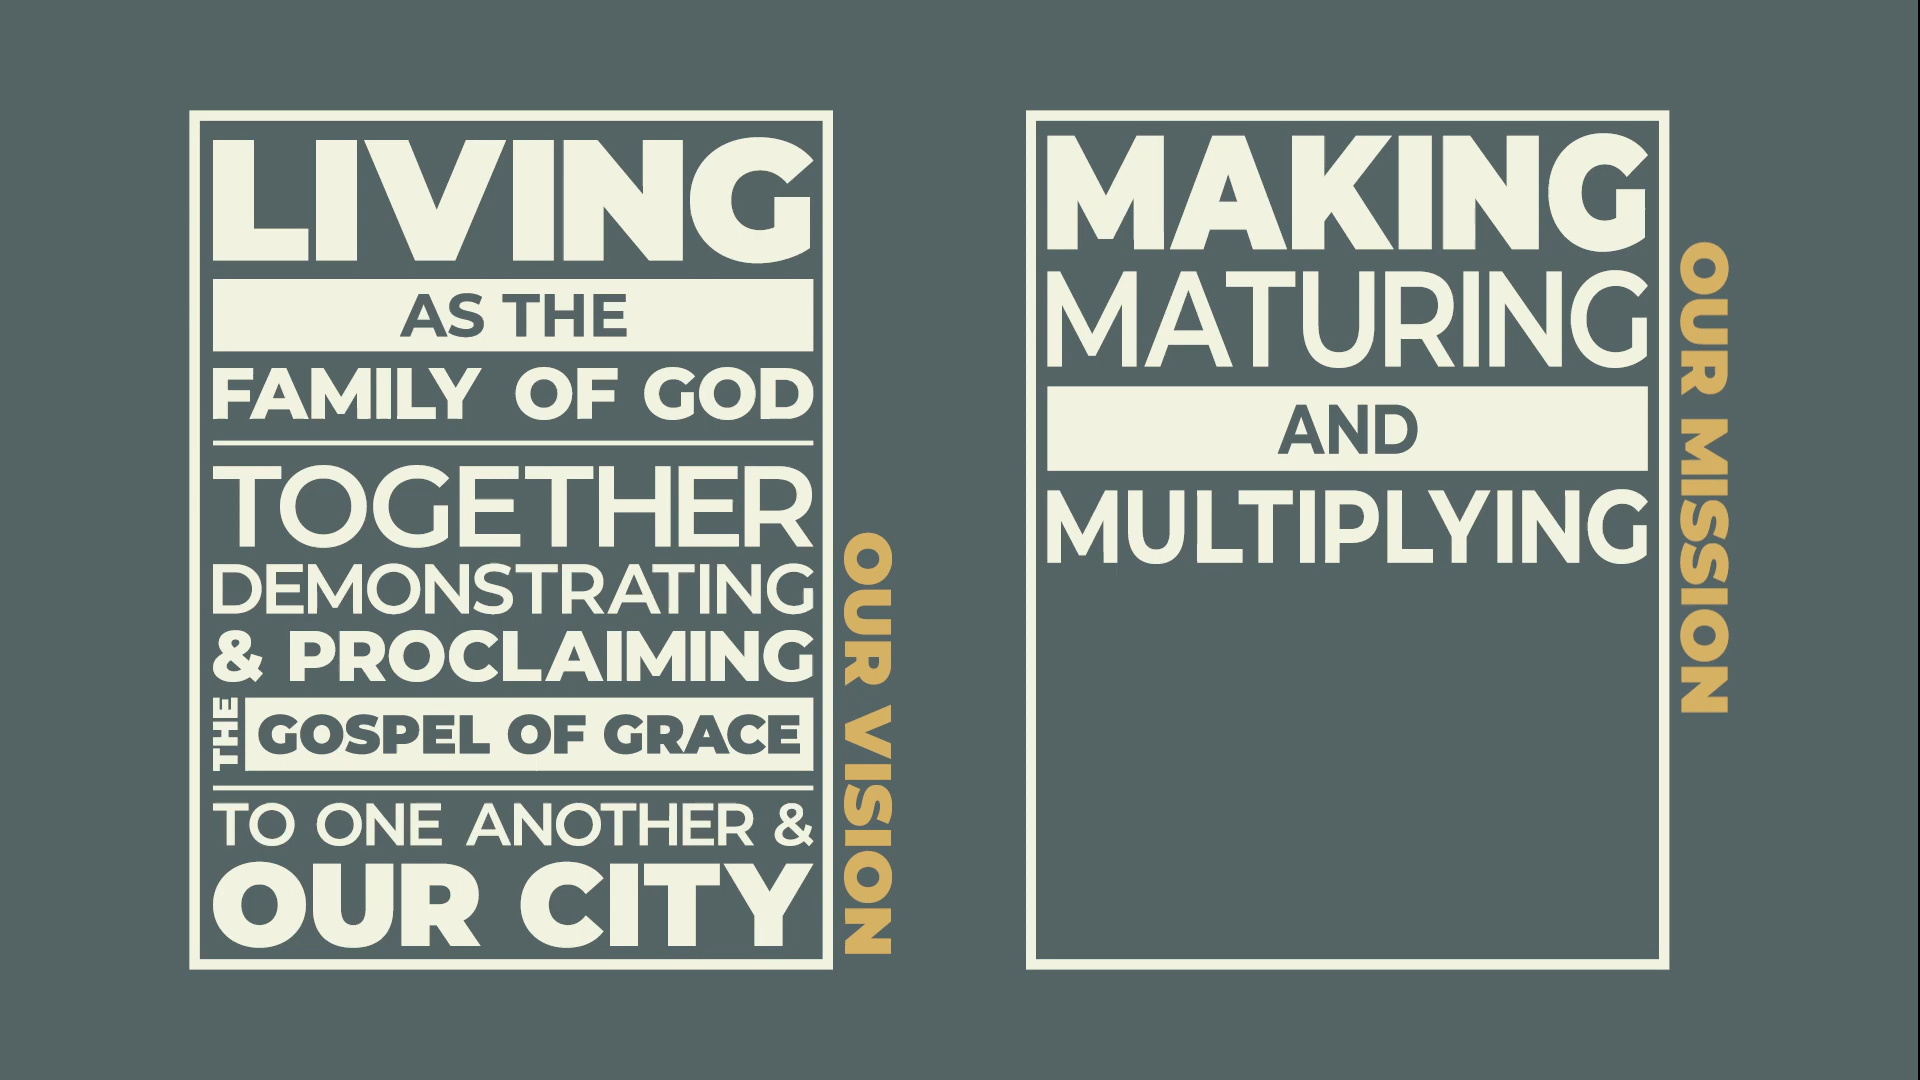 LIVING
AS THE
FAMILY OF GOD
TOGETHER
DEMONSTRATING
& PROCLAIMING
THE GOSPEL OF GRACE
TO ONE ANOTHER &
OUR CITY
OUR VISION
MAKING
MATURING
AND
MULTIPLYING
OUR MISSION